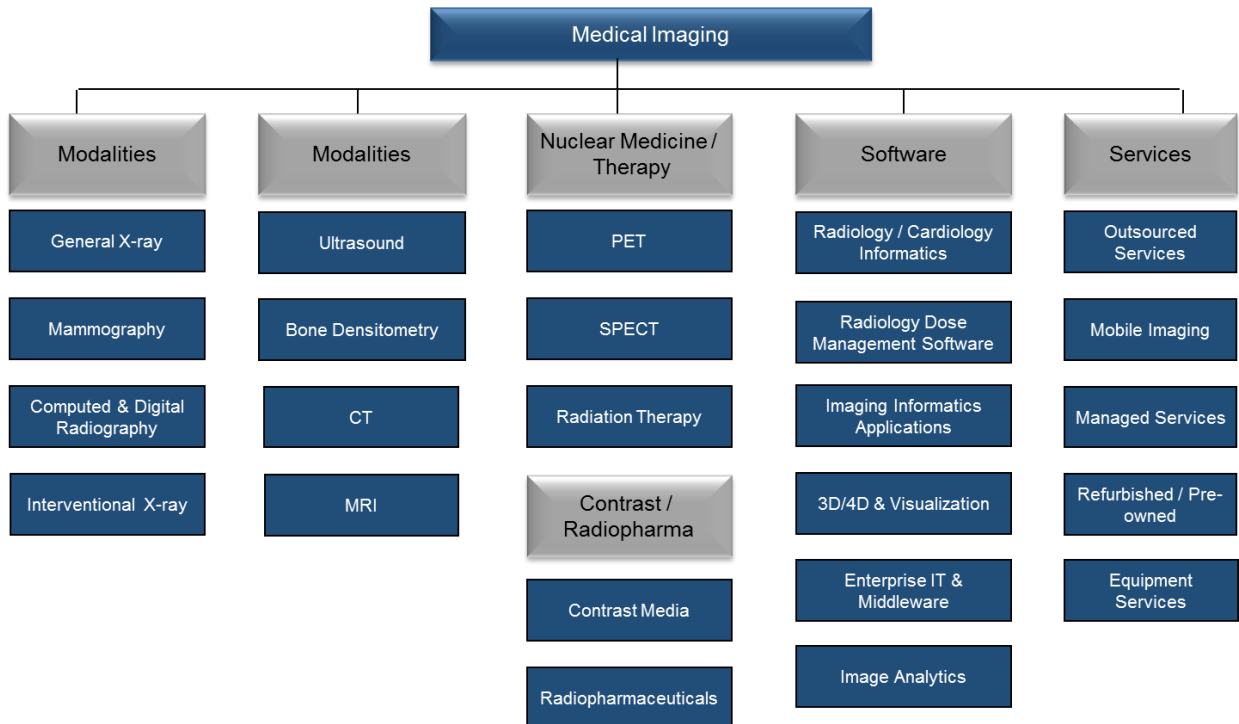 Medical Imaging
Modalities
General X-ray
Mammography
Computed & Digital
Radiography
Interventional X-ray
Modalities
Ultrasound
Bone Densitometry
CT
MRI
Nuclear Medicine /
Therapy
PET
SPECT
Radiation Therapy
Contrast /
Radiopharma
Contrast Media
Radiopharmaceuticals
Software
Radiology / Cardiology
Informatics
Radiology Dose
Management Software
Imaging Informatics
Applications
3D/4D & Visualization
Enterprise IT &
Middleware
Image Analytics
Services
Outsourced
Services
Mobile Imaging
Managed Services
Refurbished / Pre-
owned
Equipment
Services